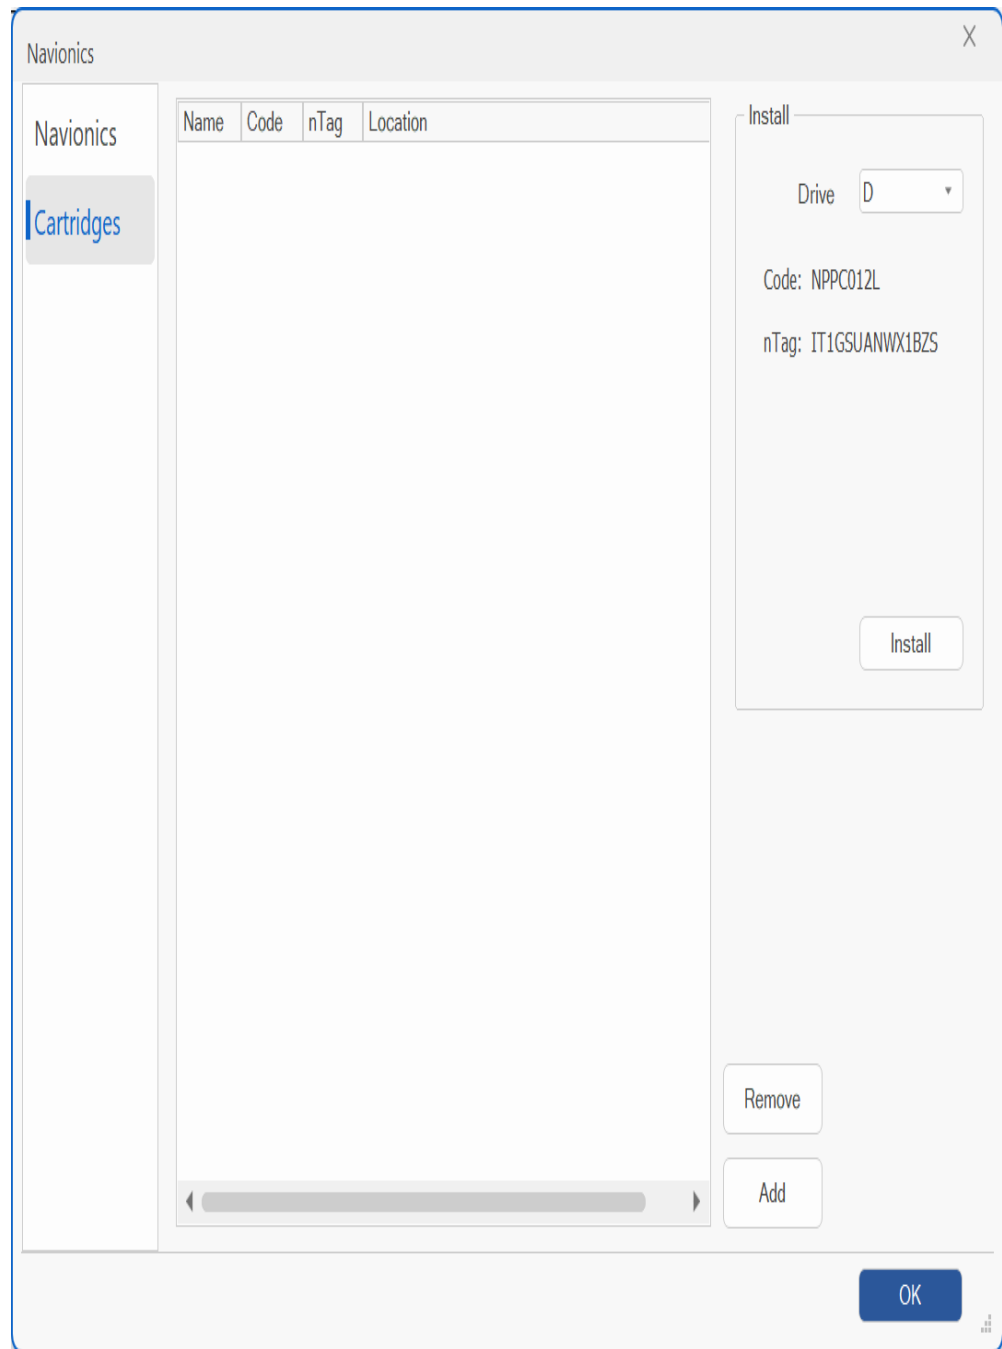 Navionics
X
Navionics
Cartridges
Name Code nTag Location
Install
Drive D
Code: NPPC012L
nTag: IT1GSUANWX1BZS
Install
Remove
Add
OK